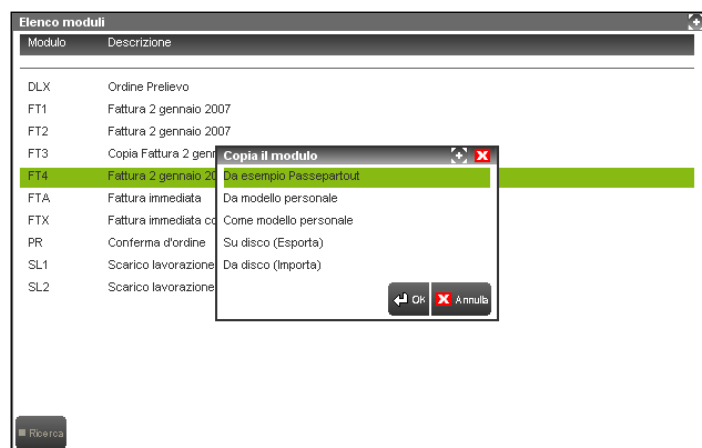 Elenco moduli
Modulo Descrizione
DLX Ordine Prelievo
FT1 Fattura 2 gennaio 2007
FT2 Fattura 2 gennaio 2007
FT3 Copia Fattura 2 genn
FT4 Fattura 2 gennaio 20
FTA Fattura immediata
FTX Fattura immediata co
PR Conferma d'ordine
SL1 Scarico lavorazione
SL2 Scarico lavorazione
Copia il modulo
Da esempio Passepartout
Da modello personale
Come modello personale
Su disco (Esporta)
Da disco (Importa)
OK Annulla
Ricerca